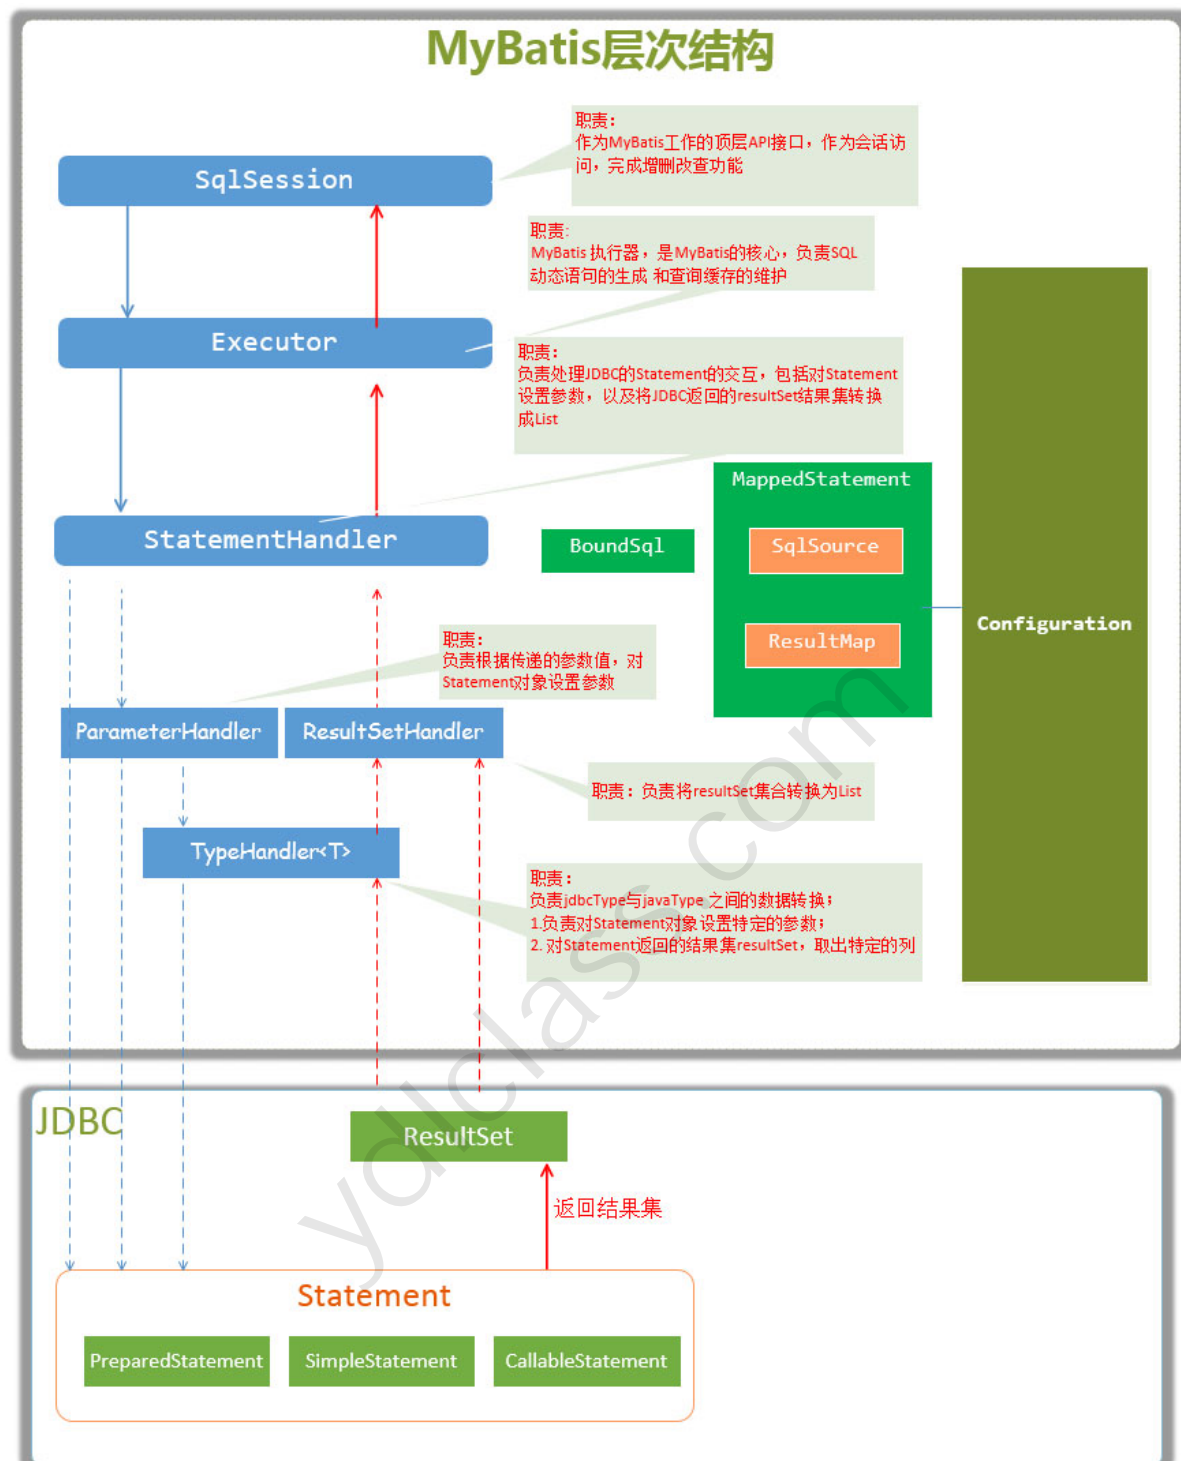 MyBatis层次结构
职责：
作为MyBatis工作的顶层API接口，作为会话访
问，完成增删改查功能
SqlSession
职责:
MyBatis 执行器，是MyBatis的核心，负责SQL
动态语句的生成 和查询缓存的维护
Executor
职责：
负责处理JDBC的Statement的交互，包括对Statement
设置参数，以及将JDBC返回的resultSet结果集转换
成List
StatementHandler
BoundSql
MappedStatement
SqlSource
ResultMap
Configuration
职责：
负责根据传递的参数值，对
Statement对象设置参数
ParameterHandler
ResultSetHandler
职责：负责将resultSet集合转换为List
TypeHandler<T>
职责：
负责jdbcType与javaType 之间的数据转换；
1.负责对Statement对象 设置特定的参数；
2. 对Statement返回的结果集resultSet，取出特定的列
ydlclass.com
JDBC
ResultSet
返回结果集
Statement
PreparedStatement
SimpleStatement
CallableStatement